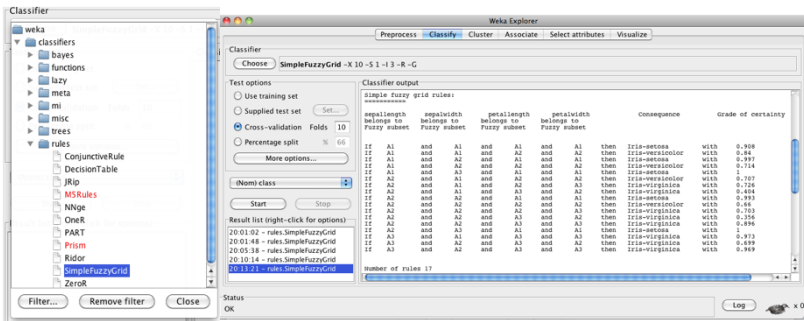 Classifier
weka
classifiers
bayes
functions
lazy
meta
mi
misc
trees
rules
ConjunctiveRule
DecisionTable
JRip
M5Rules
NNge
OneR
PART
Prism
Ridor
SimpleFuzzyGrid
ZeroR
Filter... Remove filter Close
Weka Explorer
Preprocess Classify Cluster Associate Select attributes Visualize
Classifier
Choose SimpleFuzzyGrid -X 10 -S 1 -I 3 -R -G
Test options
Use training set
Supplied test set Set...
Cross-validation Folds 10
Percentage split % 66
More options...
(Nom) class
Start Stop
Result list (right-click for options)
20:01:02 - rules.SimpleFuzzyGrid
20:01:48 - rules.SimpleFuzzyGrid
20:05:38 - rules.SimpleFuzzyGrid
20:10:14 - rules.SimpleFuzzyGrid
20:13:21 - rules.SimpleFuzzyGrid
Classifier output
Simple fuzzy grid rules:
===========
sepallength sepalwidth petallength petalwidth Consequence Grade of certainty
belongs to belongs to belongs to belongs to
Fuzzy subset Fuzzy subset Fuzzy subset Fuzzy subset
If A1 and A1 and A1 and A1 then Iris-setosa with 0.908
If A1 and A1 and A2 and A2 then Iris-versicolor with 0.84
If A1 and A2 and A1 and A1 then Iris-setosa with 0.997
If A1 and A2 and A2 and A2 then Iris-versicolor with 0.714
If A1 and A3 and A1 and A1 then Iris-setosa with 1
If A2 and A1 and A2 and A2 then Iris-versicolor with 0.707
If A2 and A1 and then Iris-virginica with 0.726
If A2 and A1 and then Iris-virginica with 0.604
If A2 and A2 and A1 and A1 then Iris-setosa with 0.993
If A2 and A2 and A2 and A2 then Iris-versicolor with 0.66
If A2 and A2 and A2 and A3 then Iris-virginica with 0.703
If A2 and A2 and A3 and A2 then Iris-virginica with 0.356
If A2 and A2 and A3 and A3 then Iris-virginica with 0.896
If A2 and A3 and A1 and A1 then Iris-setosa with 1
If A3 and A1 and A3 and A3 then Iris-virginica with 0.973
If A3 and A2 and A3 and A2 then Iris-virginica with 0.699
If A3 and A2 and A3 and A3 then Iris-virginica with 0.969
Number of rules 17
Status
OK
Log x 0